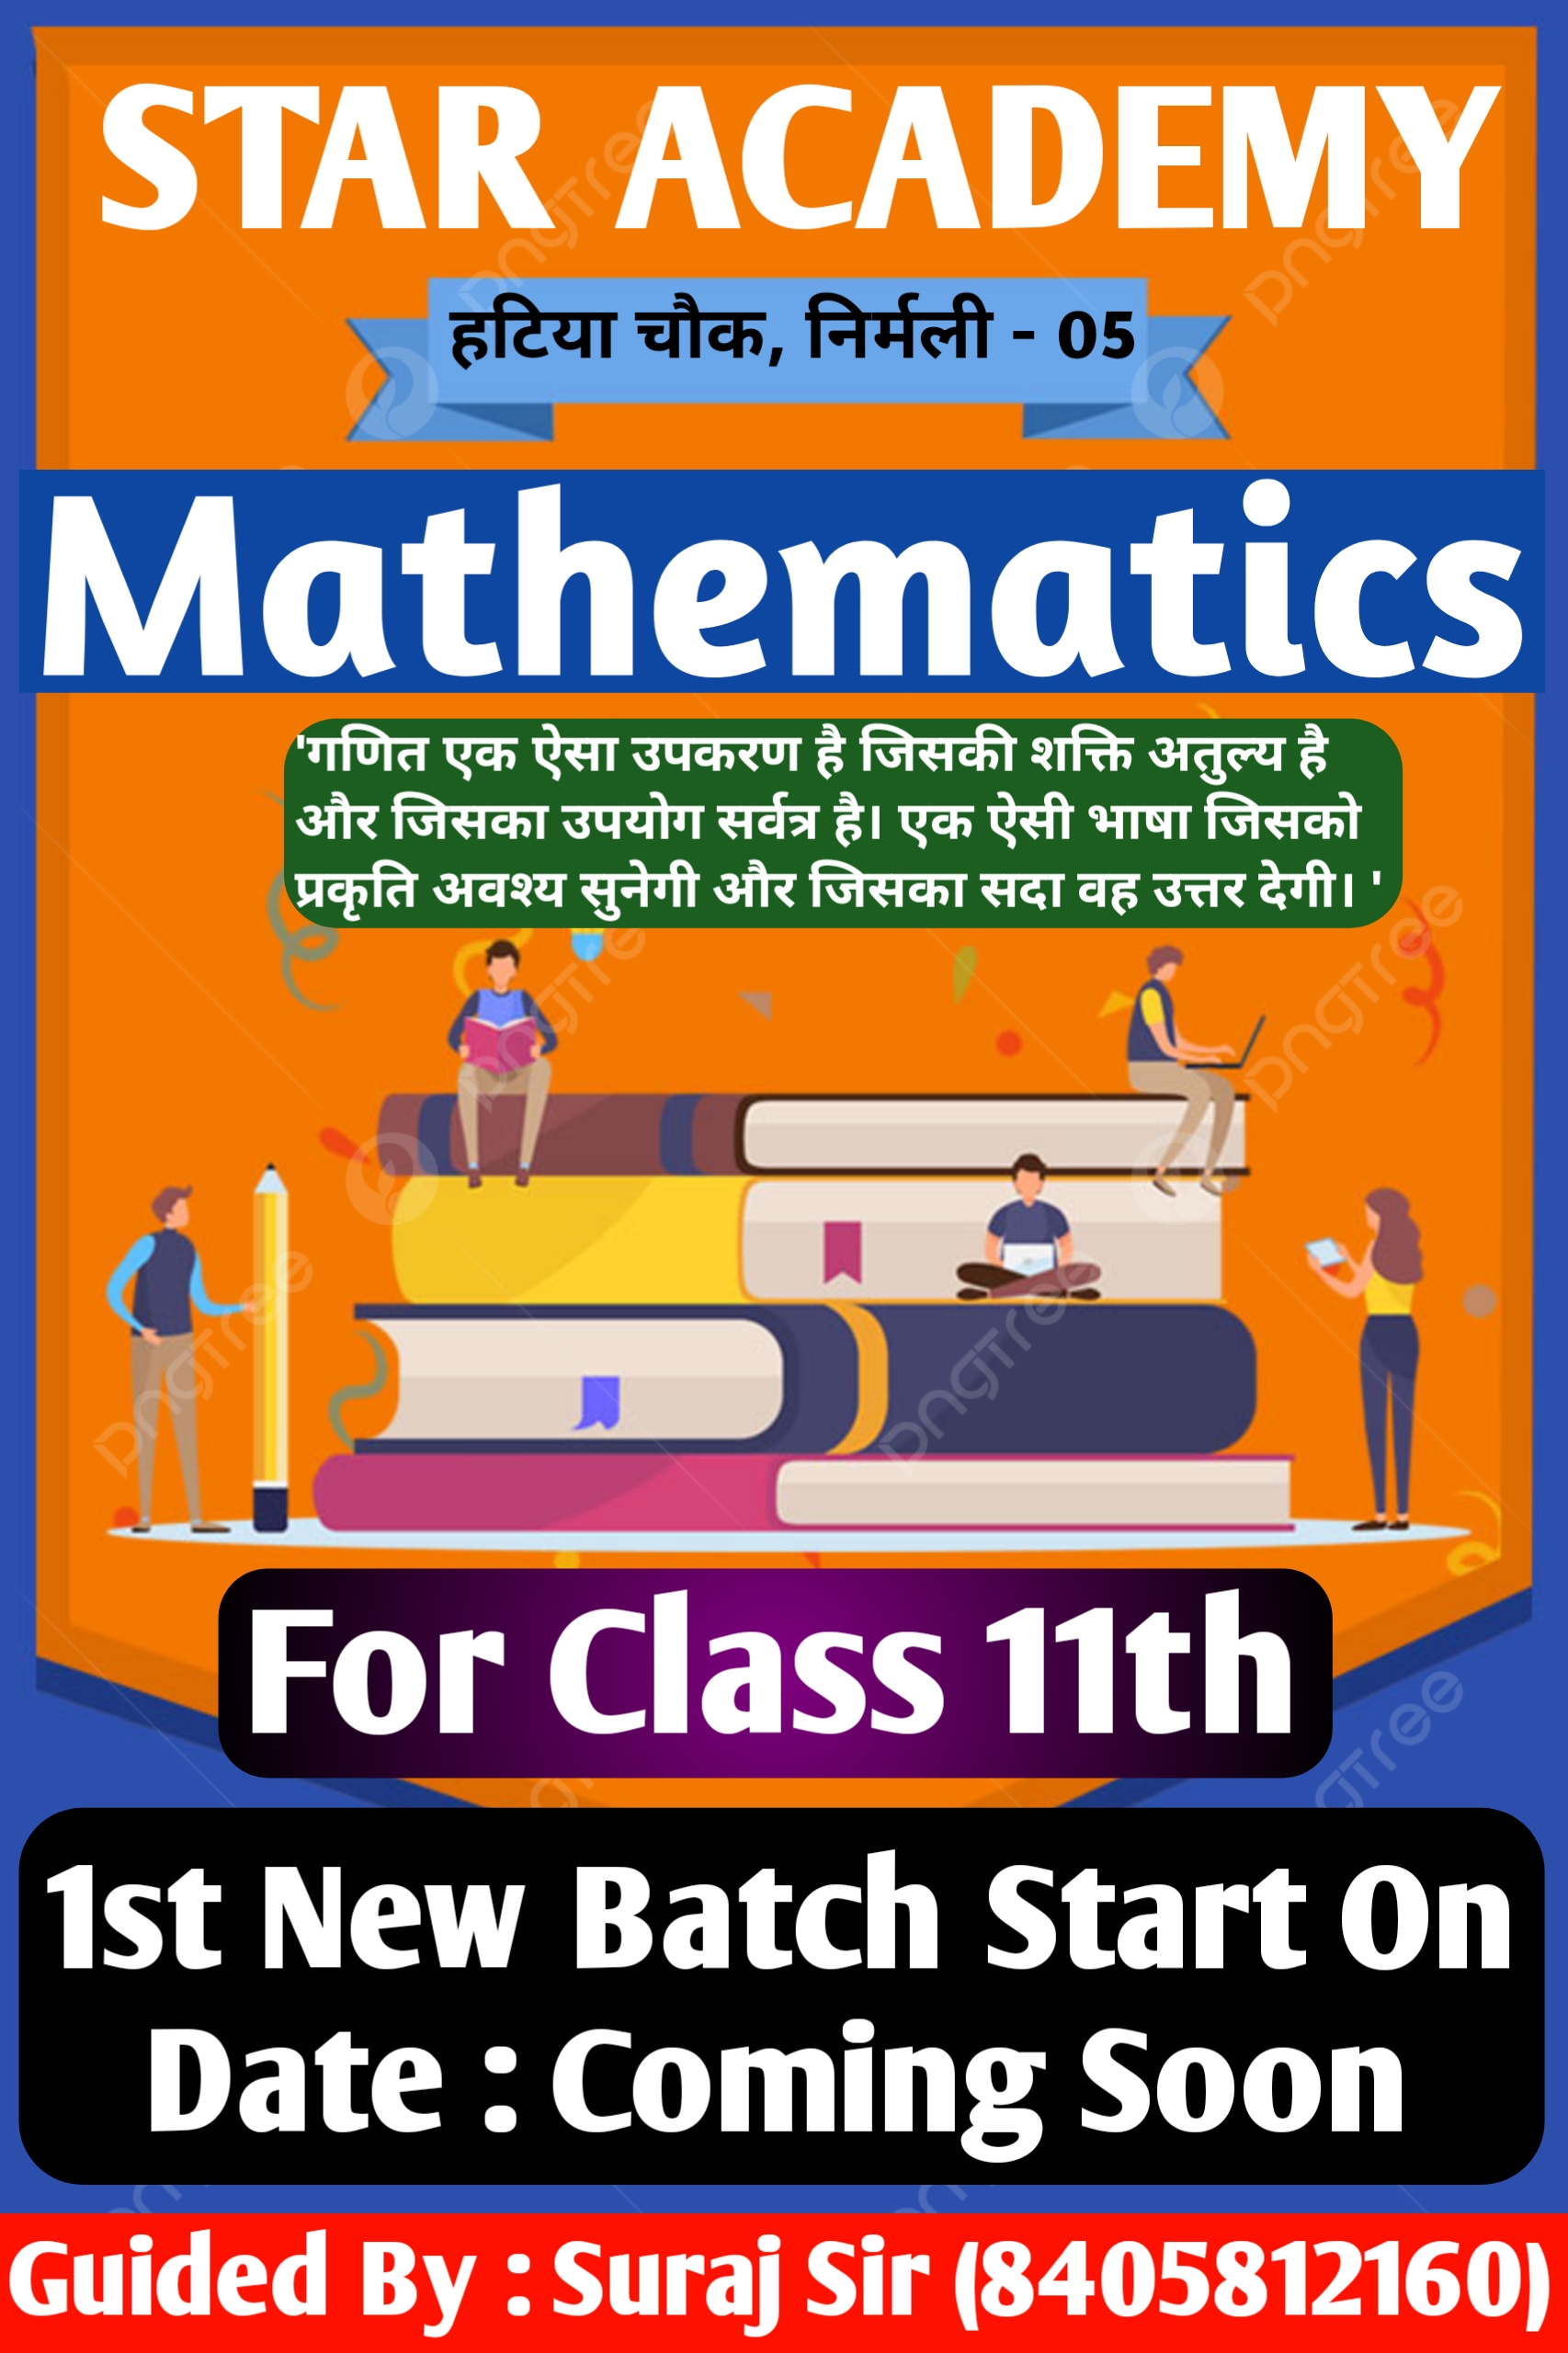 STAR ACADEMY
हटिया चौक, निर्मली - 05
Mathematics
'गणित एक ऐसा उपकरण है जिसकी शक्ति अतुल्य है
और जिसका उपयोग सर्वत्र है। एक ऐसी भाषा जिसको
प्रकृति अवश्य सुनेगी और जिसका सदा वह उत्तर देगी। '
For Class 11th
1st New Batch Start On
Date : Coming Soon
Guided By : Suraj Sir (8405812160)